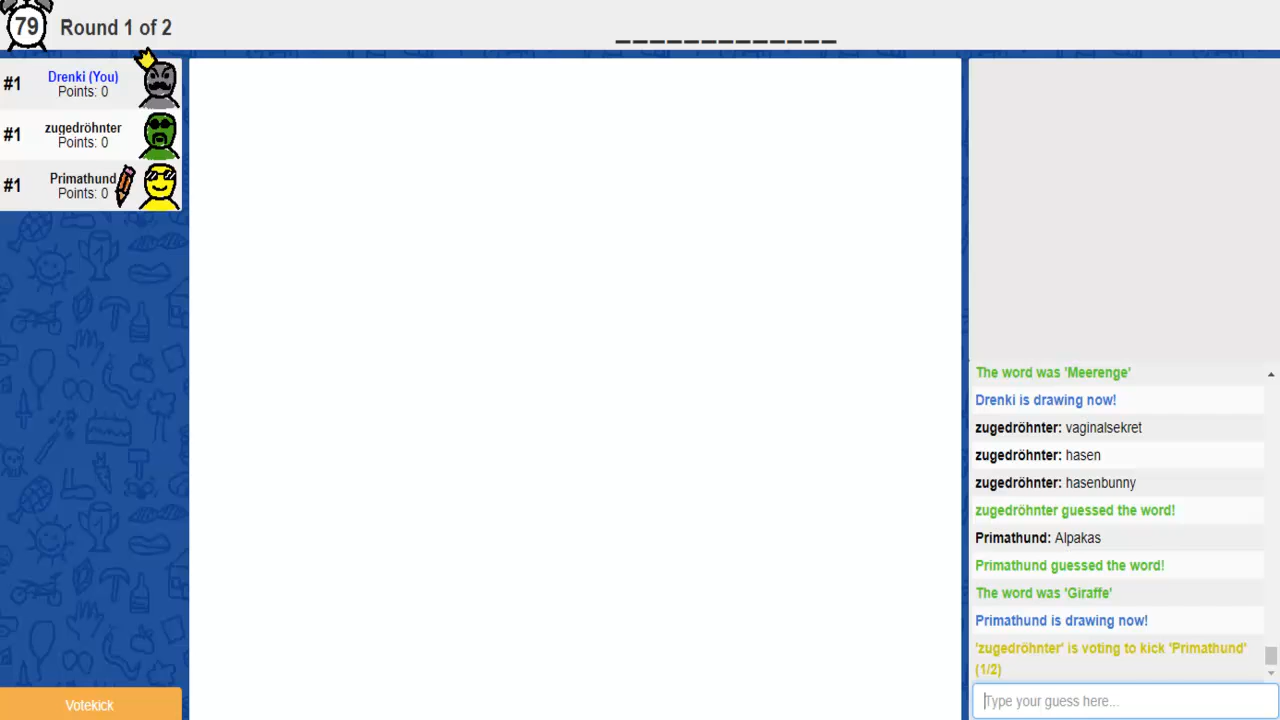 79
Round 1 of 2
_____________
#1
Drenki (You)
Points: 0
#1
zugedröhnter
Points: 0
#1
Primathund
Points: 0
Votekick
The word was 'Meerenge'
Drenki is drawing now!
zugedröhnter: vaginalsekret
zugedröhnter: hasen
zugedröhnter: hasenbunny
zugedröhnter guessed the word!
Primathund: Alpakas
Primathund guessed the word!
The word was 'Giraffe'
Primathund is drawing now!
'zugedröhnter' is voting to kick 'Primathund'
(1/2)
Type your guess here...